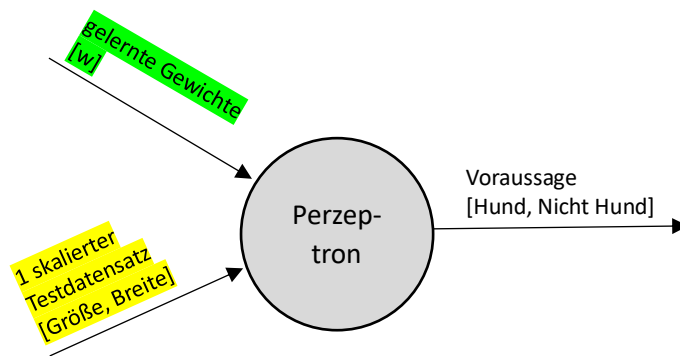 gelernte Gewichte
[w]
1 skalierter
Testdatensatz
[Größe, Breite]
Perzep-
tron
Voraussage
[Hund, Nicht Hund]